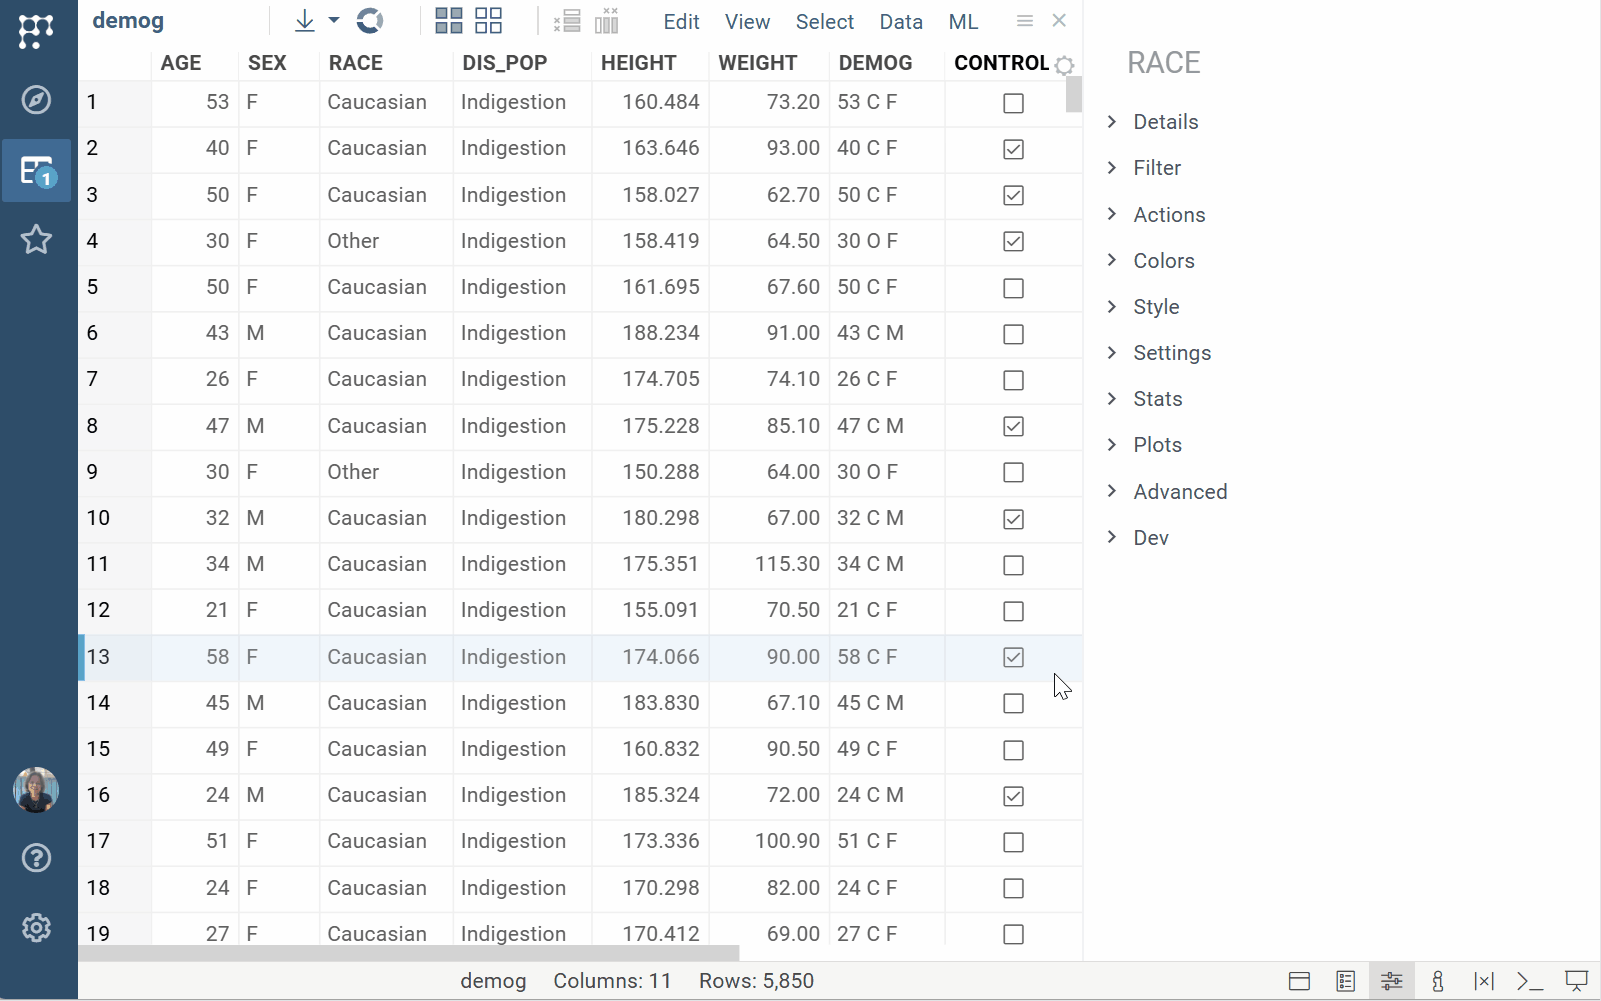 demog Edit View Select Data ML
AGE SEX RACE DIS_POP HEIGHT WEIGHT DEMOG CONTROL
1 53 F Caucasian Indigestion 160.484 73.20 53 C F
2 40 F Caucasian Indigestion 163.646 93.00 40 C F
3 50 F Caucasian Indigestion 158.027 62.70 50 C F
4 30 F Other Indigestion 158.419 64.50 30 O F
5 50 F Caucasian Indigestion 161.695 67.60 50 C F
6 43 M Caucasian Indigestion 188.234 91.00 43 C M
7 26 F Caucasian Indigestion 174.705 74.10 26 C F
8 47 M Caucasian Indigestion 175.228 85.10 47 C M
9 30 F Other Indigestion 150.288 64.00 30 O F
10 32 M Caucasian Indigestion 180.298 67.00 32 C M
11 34 M Caucasian Indigestion 175.351 115.30 34 C M
12 21 F Caucasian Indigestion 155.091 70.50 21 C F
13 58 F Caucasian Indigestion 174.066 90.00 58 C F
14 45 M Caucasian Indigestion 183.830 67.10 45 C M
15 49 F Caucasian Indigestion 160.832 90.50 49 C F
16 24 M Caucasian Indigestion 185.324 72.00 24 C M
17 51 F Caucasian Indigestion 173.336 100.90 51 C F
18 24 F Caucasian Indigestion 170.298 82.00 24 C F
19 27 F Caucasian Indigestion 170.412 69.00 27 C F
1
RACE
Details
Filter
Actions
Colors
Style
Settings
Stats
Plots
Advanced
Dev
demog Columns: 11 Rows: 5,850